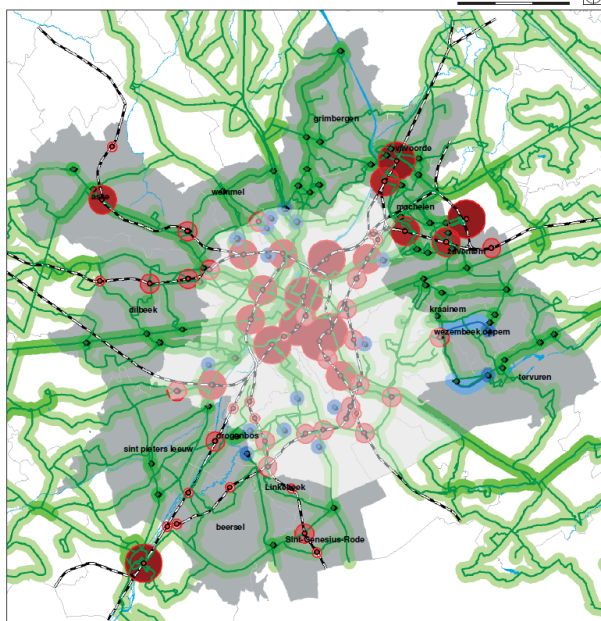 grimbergen
vilvoorde
asse
wemmel
machelen
zaventem
dilbeek
kraainem
wezembeek oppem
tervuren
sint pieters leeuw
drogenbos
Linkebeek
beersel
Sint-Genesius-Rode